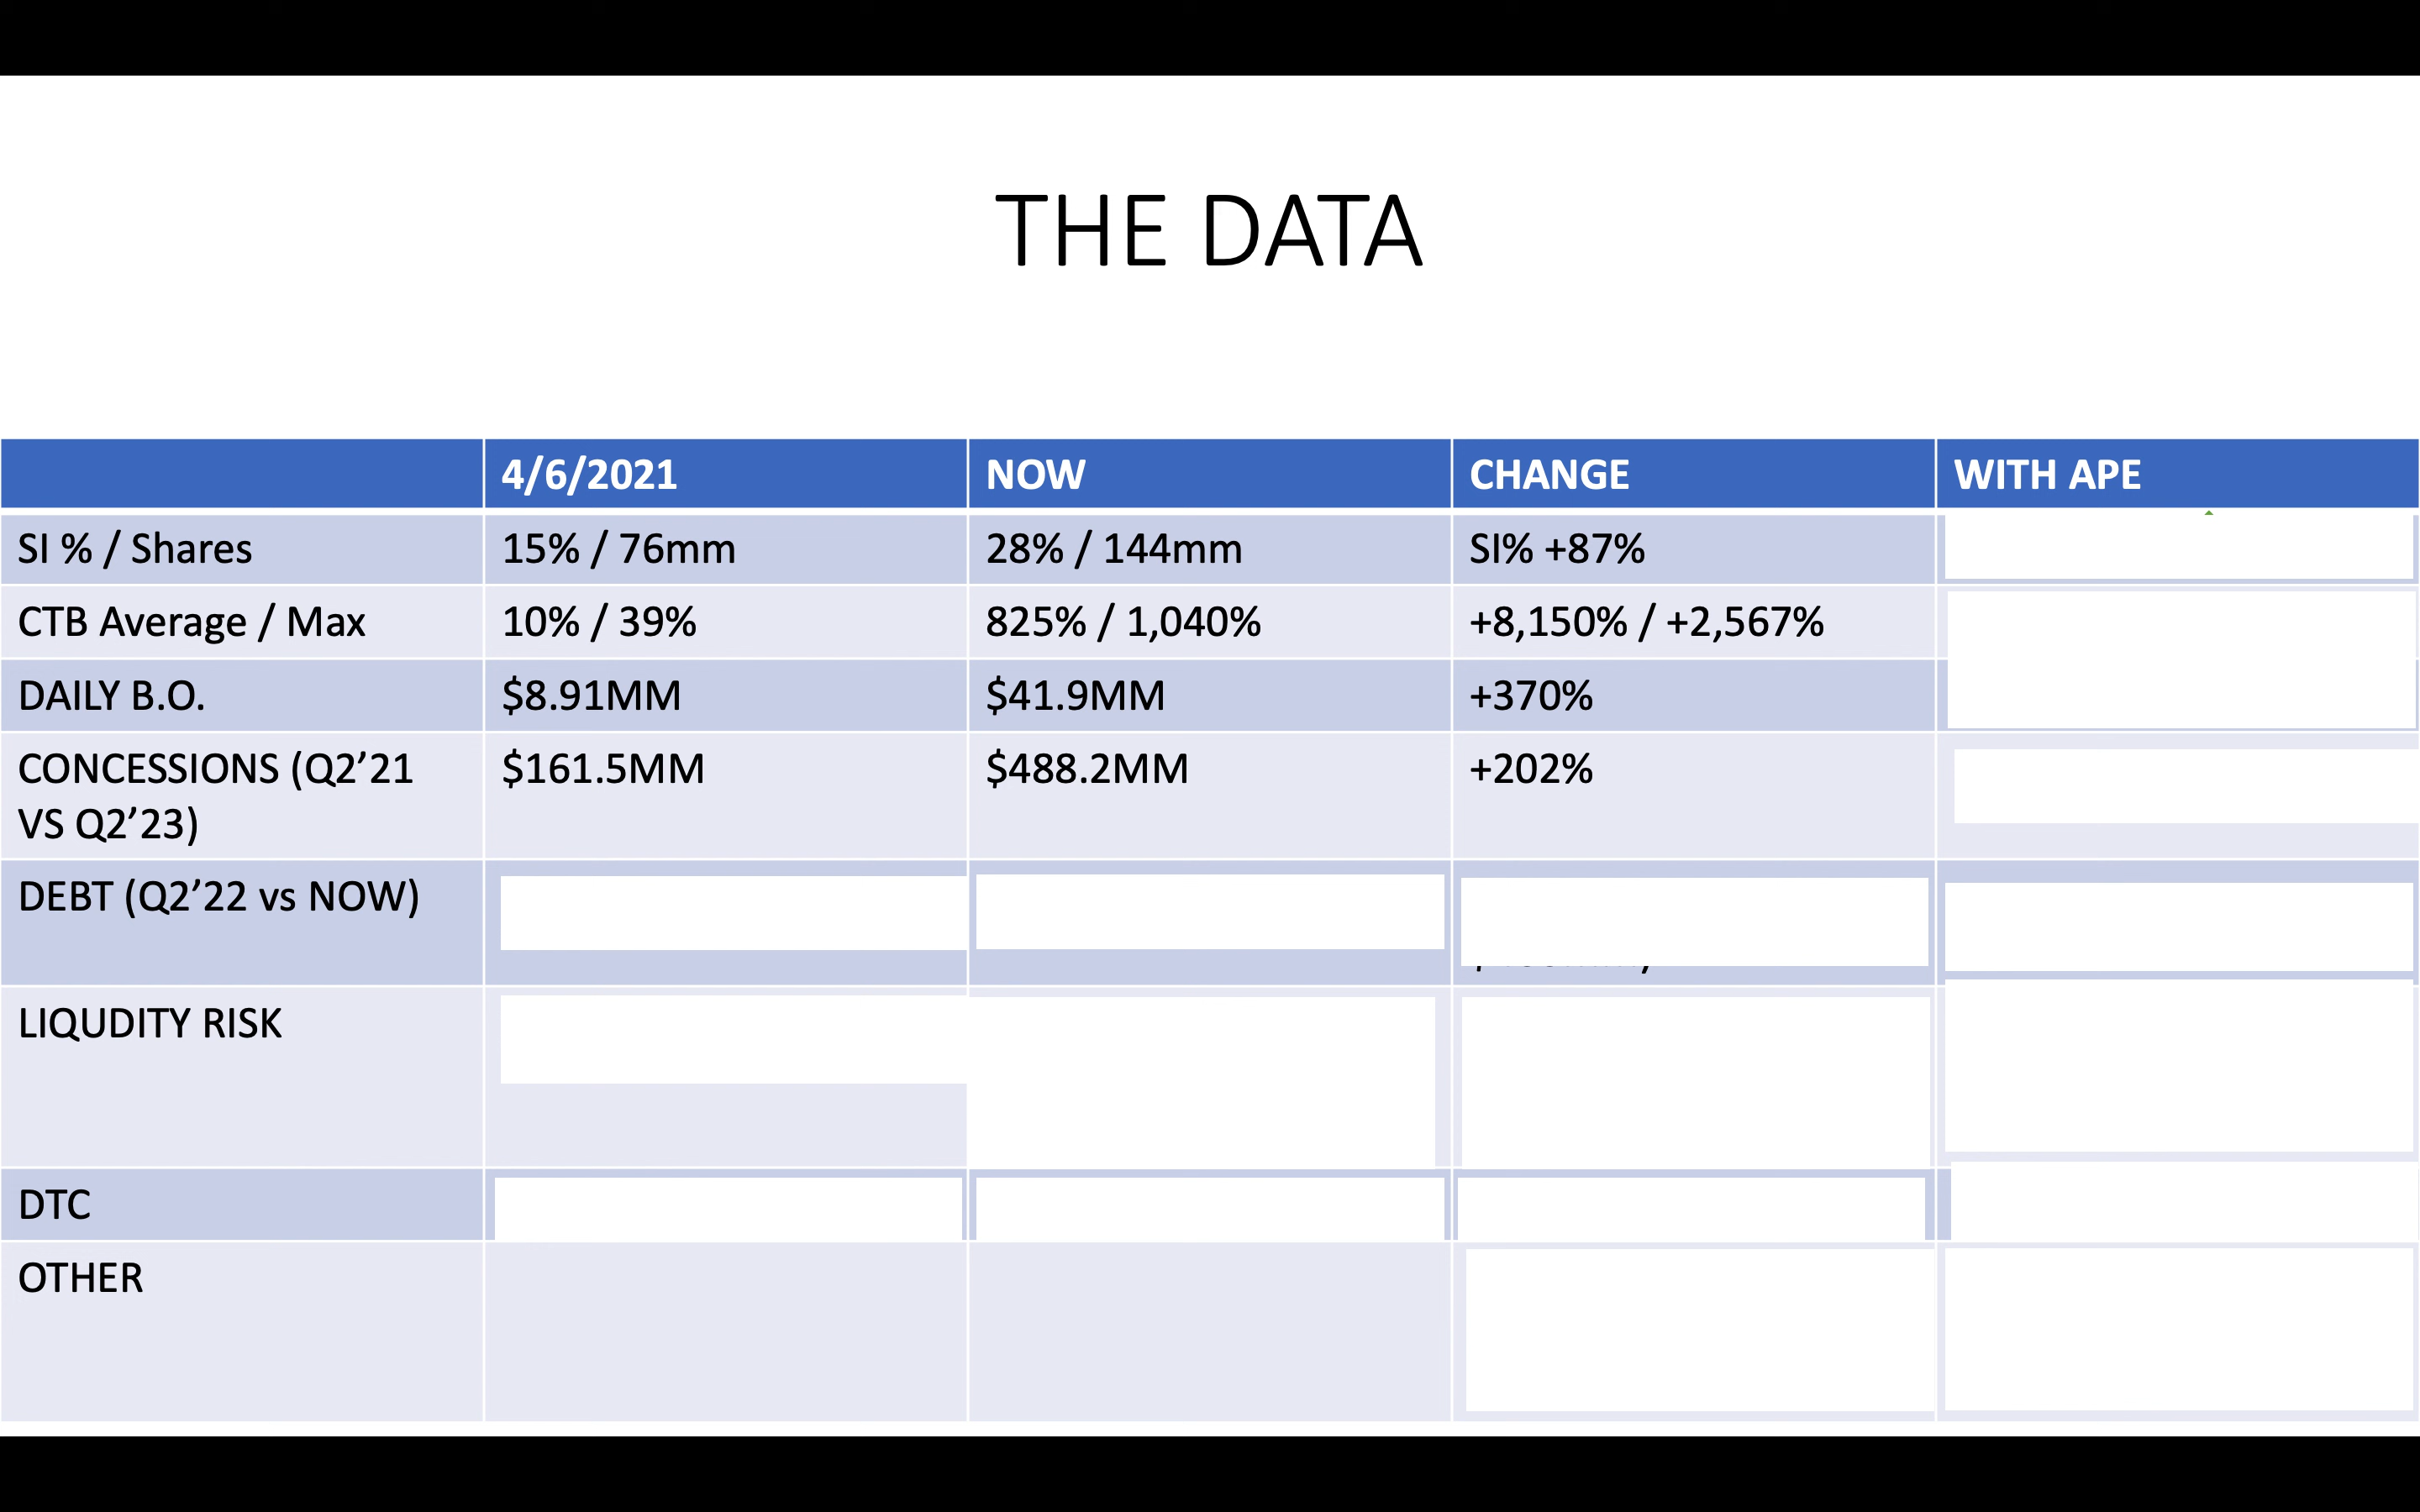 THE DATA
4/6/2021 NOW CHANGE WITH APE
SI % / Shares 15% / 76mm 28% / 144mm SI% +87%
CTB Average / Max 10% / 39% 825% / 1,040% +8,150% / +2,567%
DAILY B.O. $8.91MM $41.9MM +370%
CONCESSIONS (Q2’21 $161.5MM $488.2MM +202%
VS Q2’23)
DEBT (Q2’22 vs NOW)
LIQUDITY RISK
DTC
OTHER